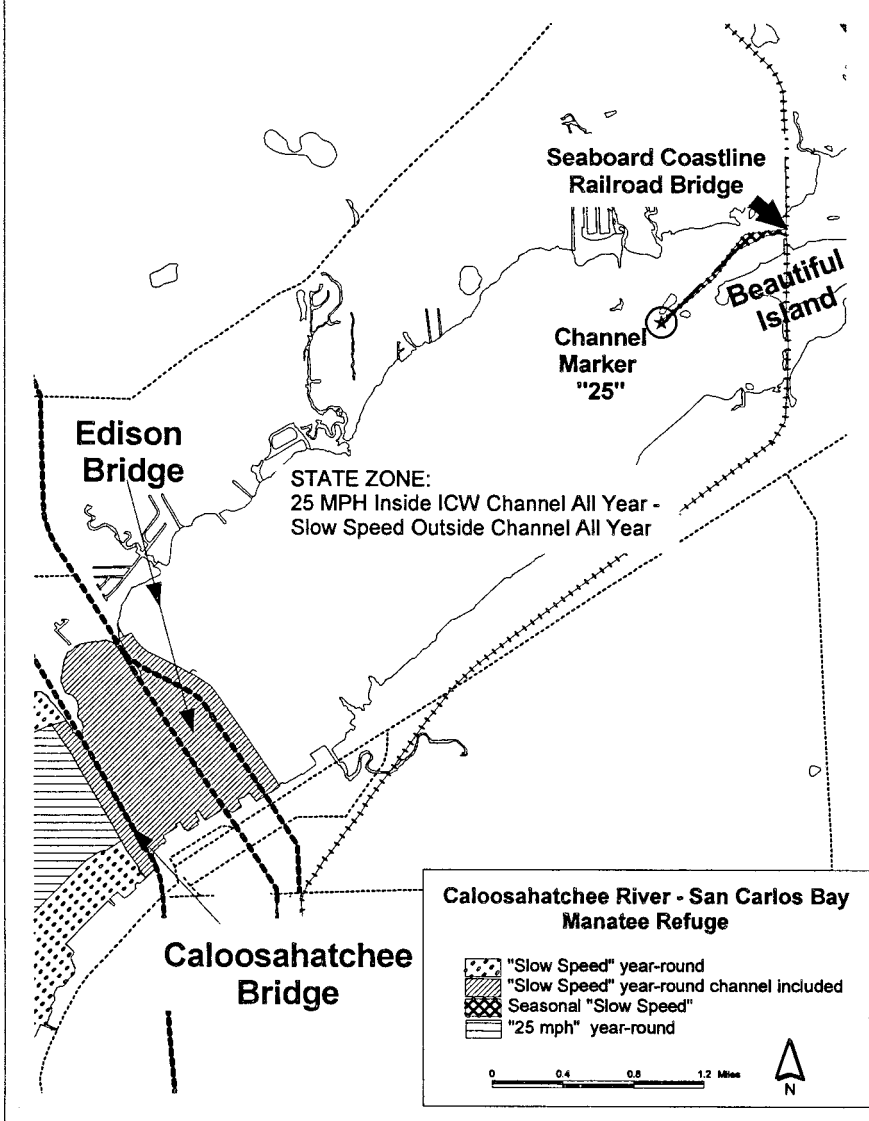 Seaboard Coastline
Railroad Bridge
Beautiful
Island
Channel
Marker
"25"
Edison
Bridge
STATE ZONE:
25 MPH Inside ICW Channel All Year -
Slow Speed Outside Channel All Year
Caloosahatchee
Bridge
Caloosahatchee River - San Carlos Bay
Manatee Refuge
"Slow Speed" year-round
"Slow Speed" year-round channel included
Seasonal "Slow Speed"
"25 mph" year-round
0 0.4 0.8 1.2 Miles
N